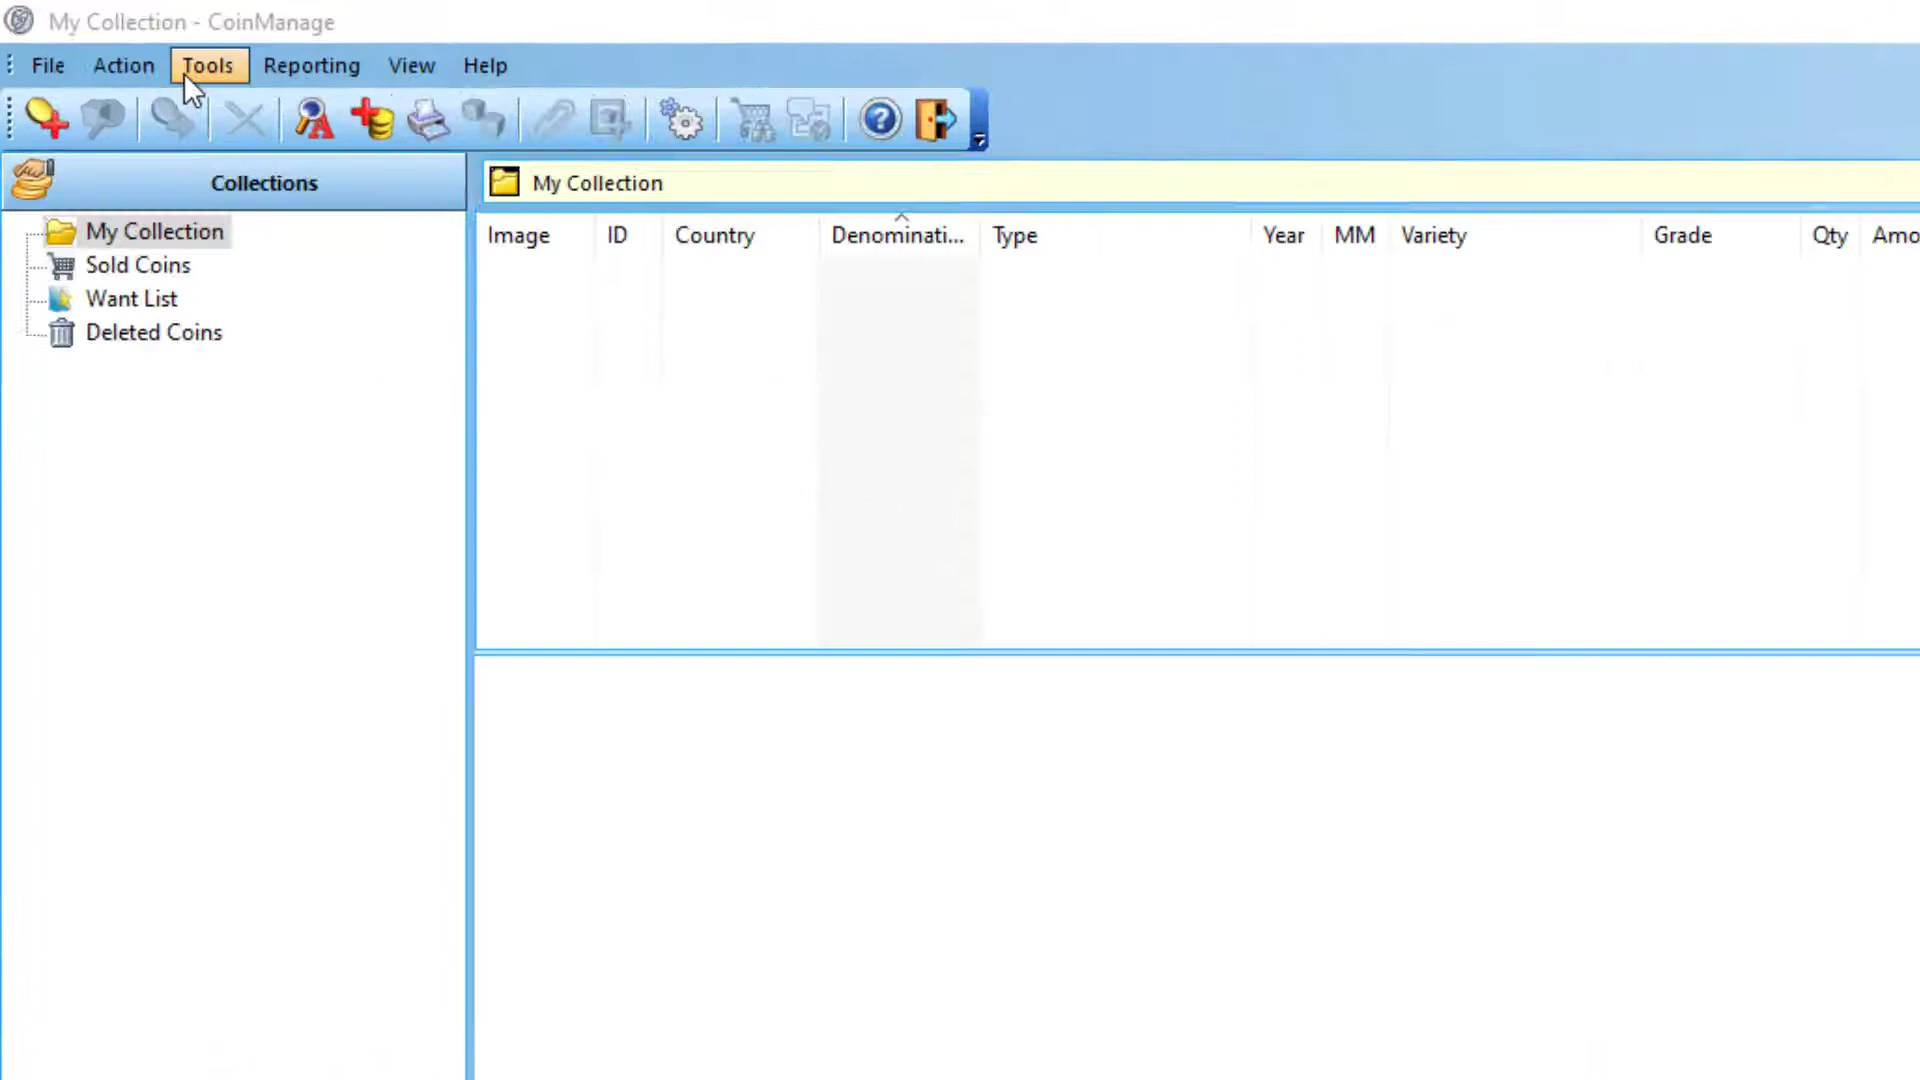 My Collection - CoinManage
File Action Tools Reporting View Help
Collections
My Collection
My Collection
Sold Coins
Want List
Deleted Coins
Image ID Country Denominati... Type Year MM Variety Grade Qty Amo